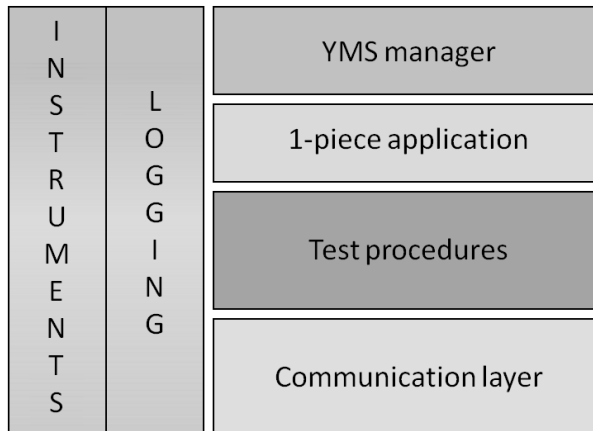 INSTRUMENTS
LOGGING
YMS manager
1-piece application
Test procedures
Communication layer